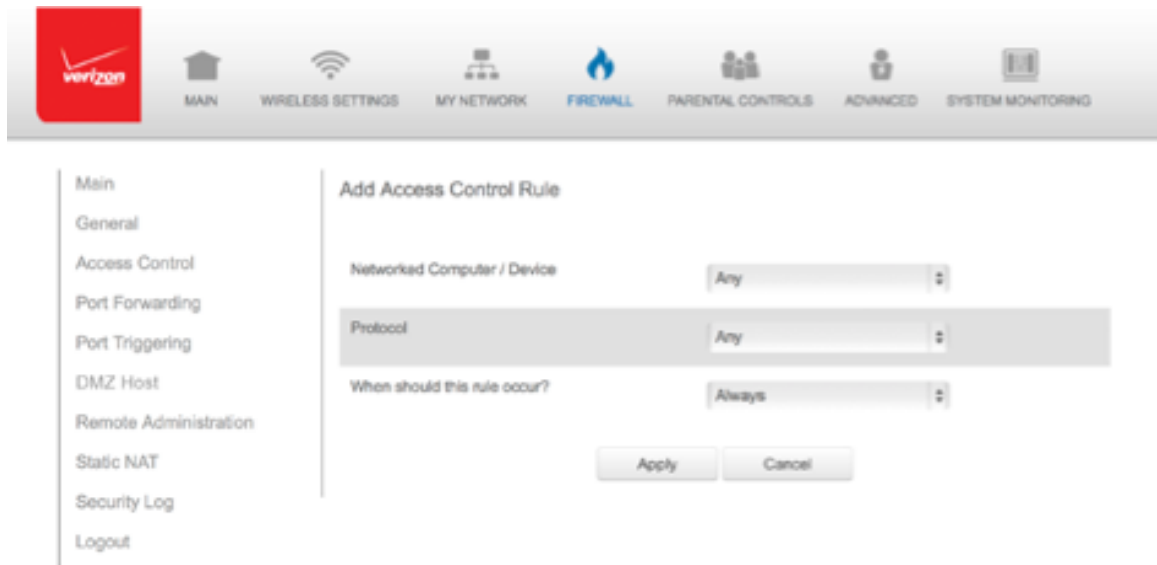 verizon
MAIN
WIRELESS SETTINGS
MY NETWORK
FIREWALL
PARENTAL CONTROLS
ADVANCED
SYSTEM MONITORING
Main
General
Access Control
Port Forwarding
Port Triggering
DMZ Host
Remote Administration
Static NAT
Security Log
Logout
Add Access Control Rule
Networked Computer / Device
Any
Protocol
Any
When should this rule occur?
Always
Apply
Cancel